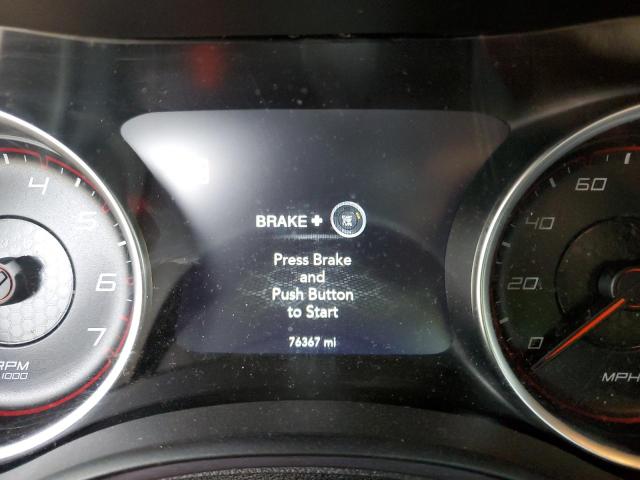 BRAKE +
Press Brake
and
Push Button
to Start
76367 mi
4
5
6
7
RPM
1000
60
40
20
0
MPH